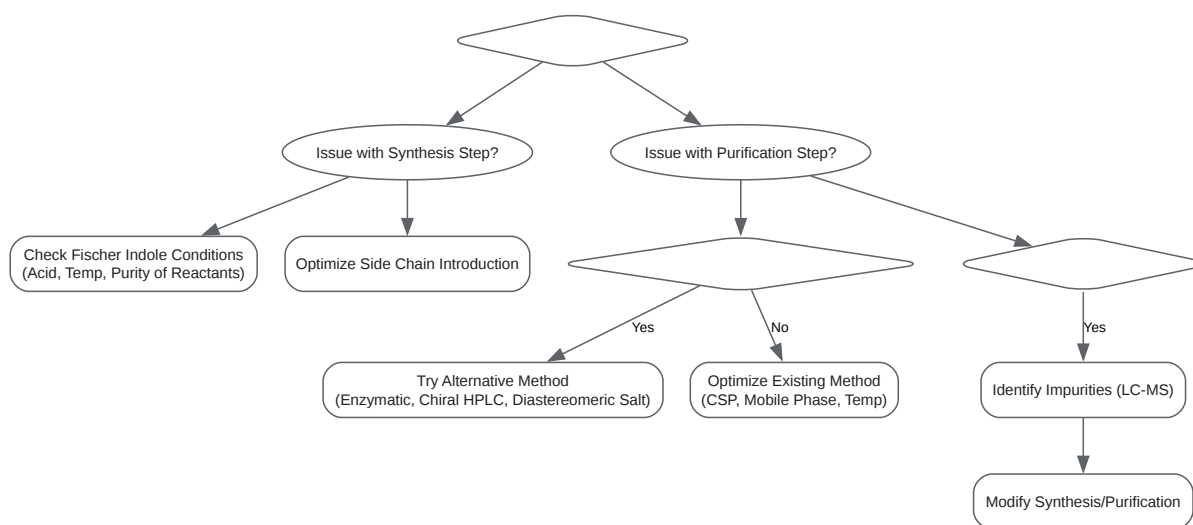 Issue with Synthesis Step?
Issue with Purification Step?
Check Fischer Indole Conditions
(Acid, Temp, Purity of Reactants)
Optimize Side Chain Introduction
Yes
No
Yes
Try Alternative Method
(Enzymatic, Chiral HPLC, Diastereomeric Salt)
Optimize Existing Method
(CSP, Mobile Phase, Temp)
Identify Impurities (LC-MS)
Modify Synthesis/Purification